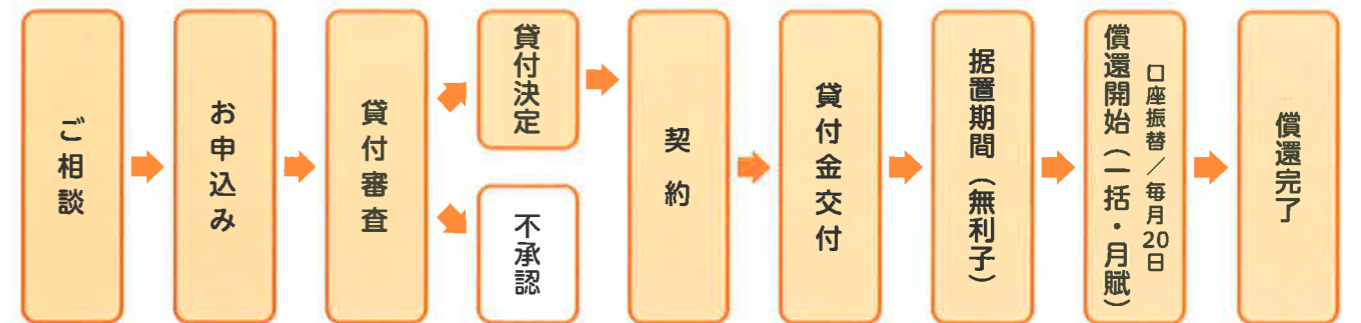 ご相談
お申込み
貸付審査
貸付決定
不承認
契約
貸付金交付
据置期間（無利子）
償還開始（一括・月賦）
口座振替／毎月20日
償還完了